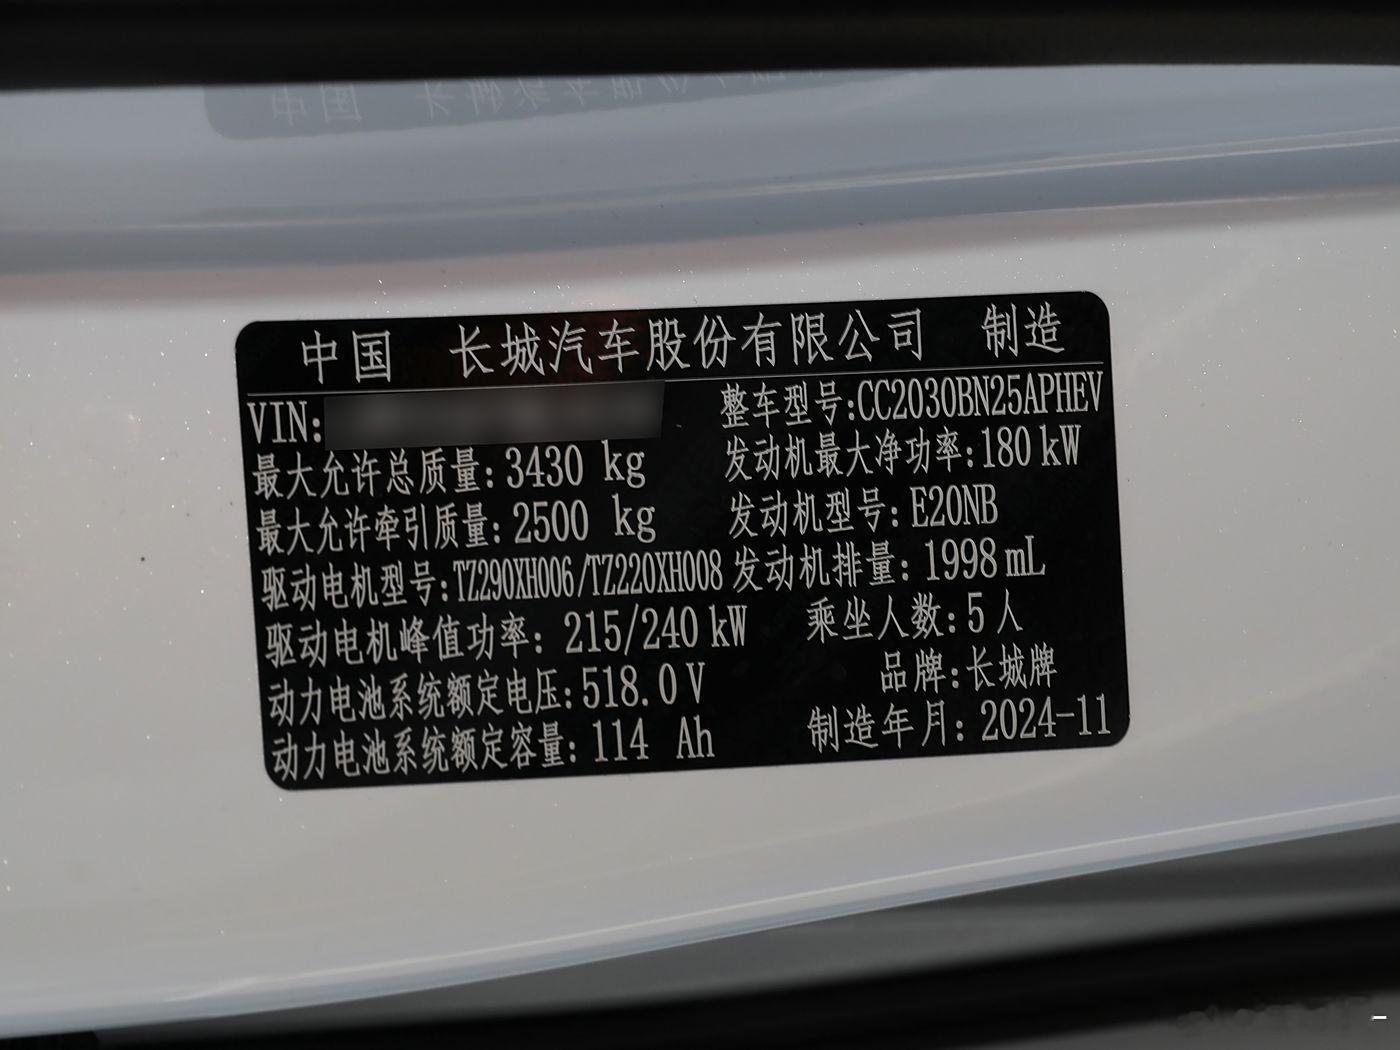 中国 长城汽车股份有限公司 制造
VIN:
整车型号:CC2030BN25APHEV
最大允许总质量:3430 kg
发动机最大净功率:180 kW
最大允许牵引质量:2500 kg
发动机型号:E20NB
驱动电机型号:TZ290XH006/TZ220XH008
发动机排量:1998 mL
驱动电机峰值功率:215/240 kW
乘坐人数:5人
动力电池系统额定电压:518.0 V
品牌:长城牌
动力电池系统额定容量:114 Ah
制造年月:2024-11